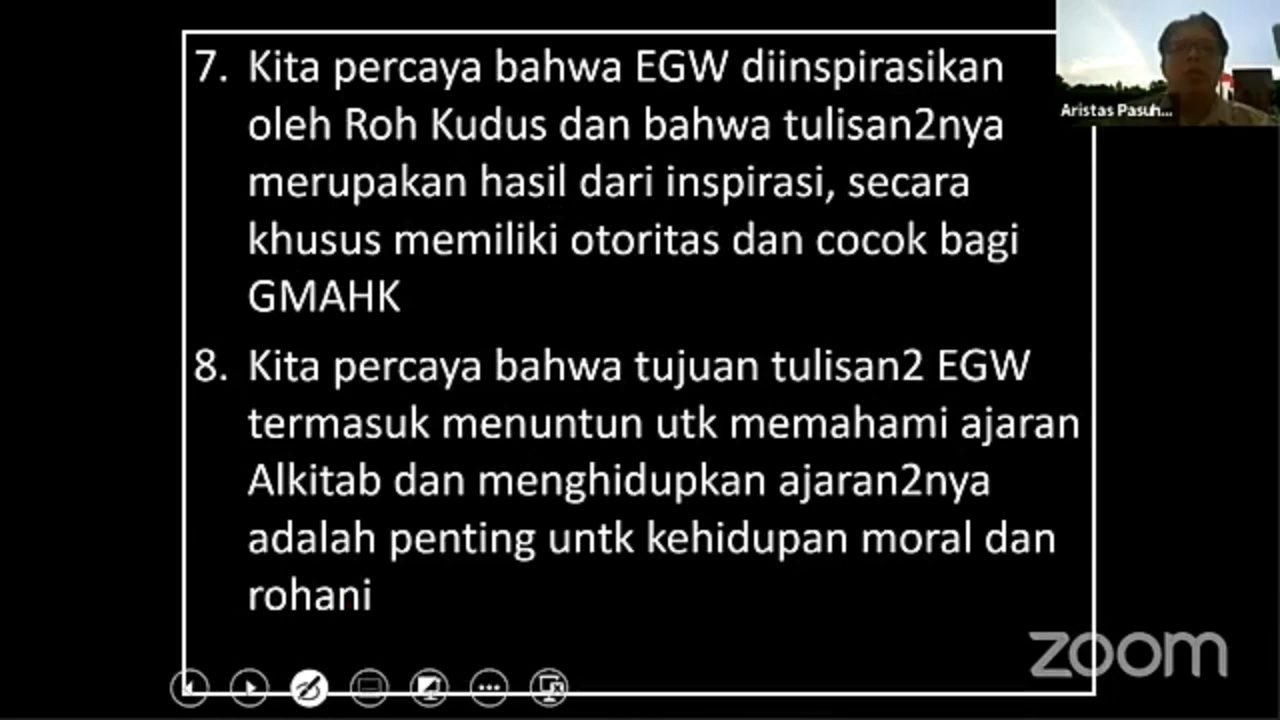 7. Kita percaya bahwa EGW diinspirasikan
oleh Roh Kudus dan bahwa tulisan2nya
merupakan hasil dari inspirasi, secara
khusus memiliki otoritas dan cocok bagi
GMAHK
8. Kita percaya bahwa tujuan tulisan2 EGW
termasuk menuntun utk memahami ajaran
Alkitab dan menghidupkan ajaran2nya
adalah penting untk kehidupan moral dan
rohani
Aristas Pasuh...
zoom